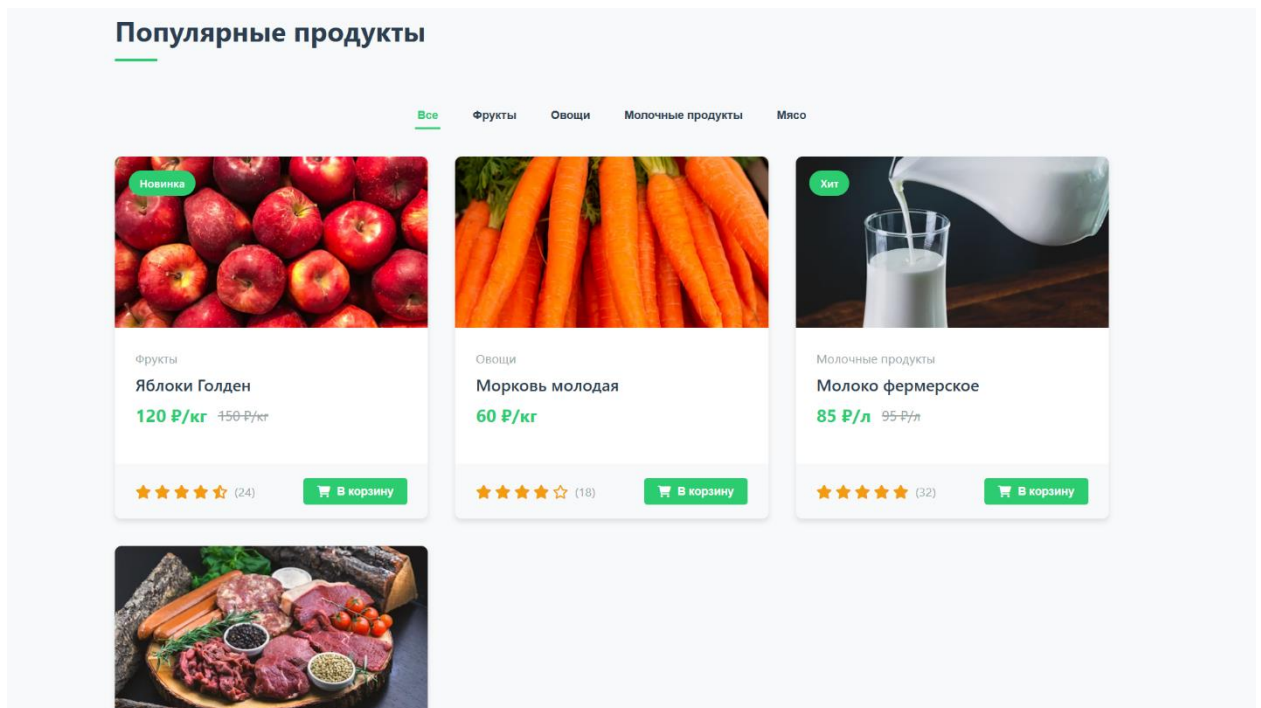 Популярные продукты
Все Фрукты Овощи Молочные продукты Мясо
Новинка
Хит
Фрукты
Яблоки Голден
120 ₽/кг 150 ₽/кг
(24) В корзину
Овощи
Морковь молодая
60 ₽/кг
(18) В корзину
Молочные продукты
Молоко фермерское
85 ₽/л 95 ₽/л
(32) В корзину